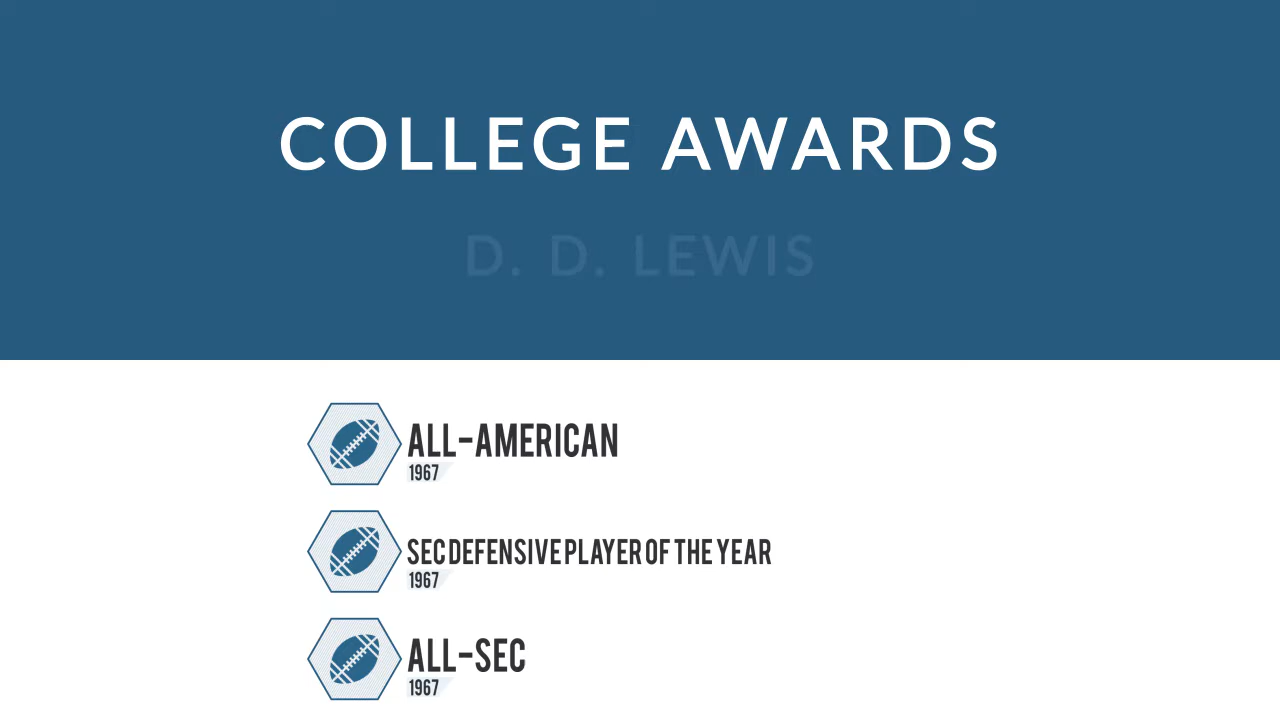 COLLEGE AWARDS
D. D. LEWIS
ALL-AMERICAN
1967
SEC DEFENSIVE PLAYER OF THE YEAR
1967
ALL-SEC
1967